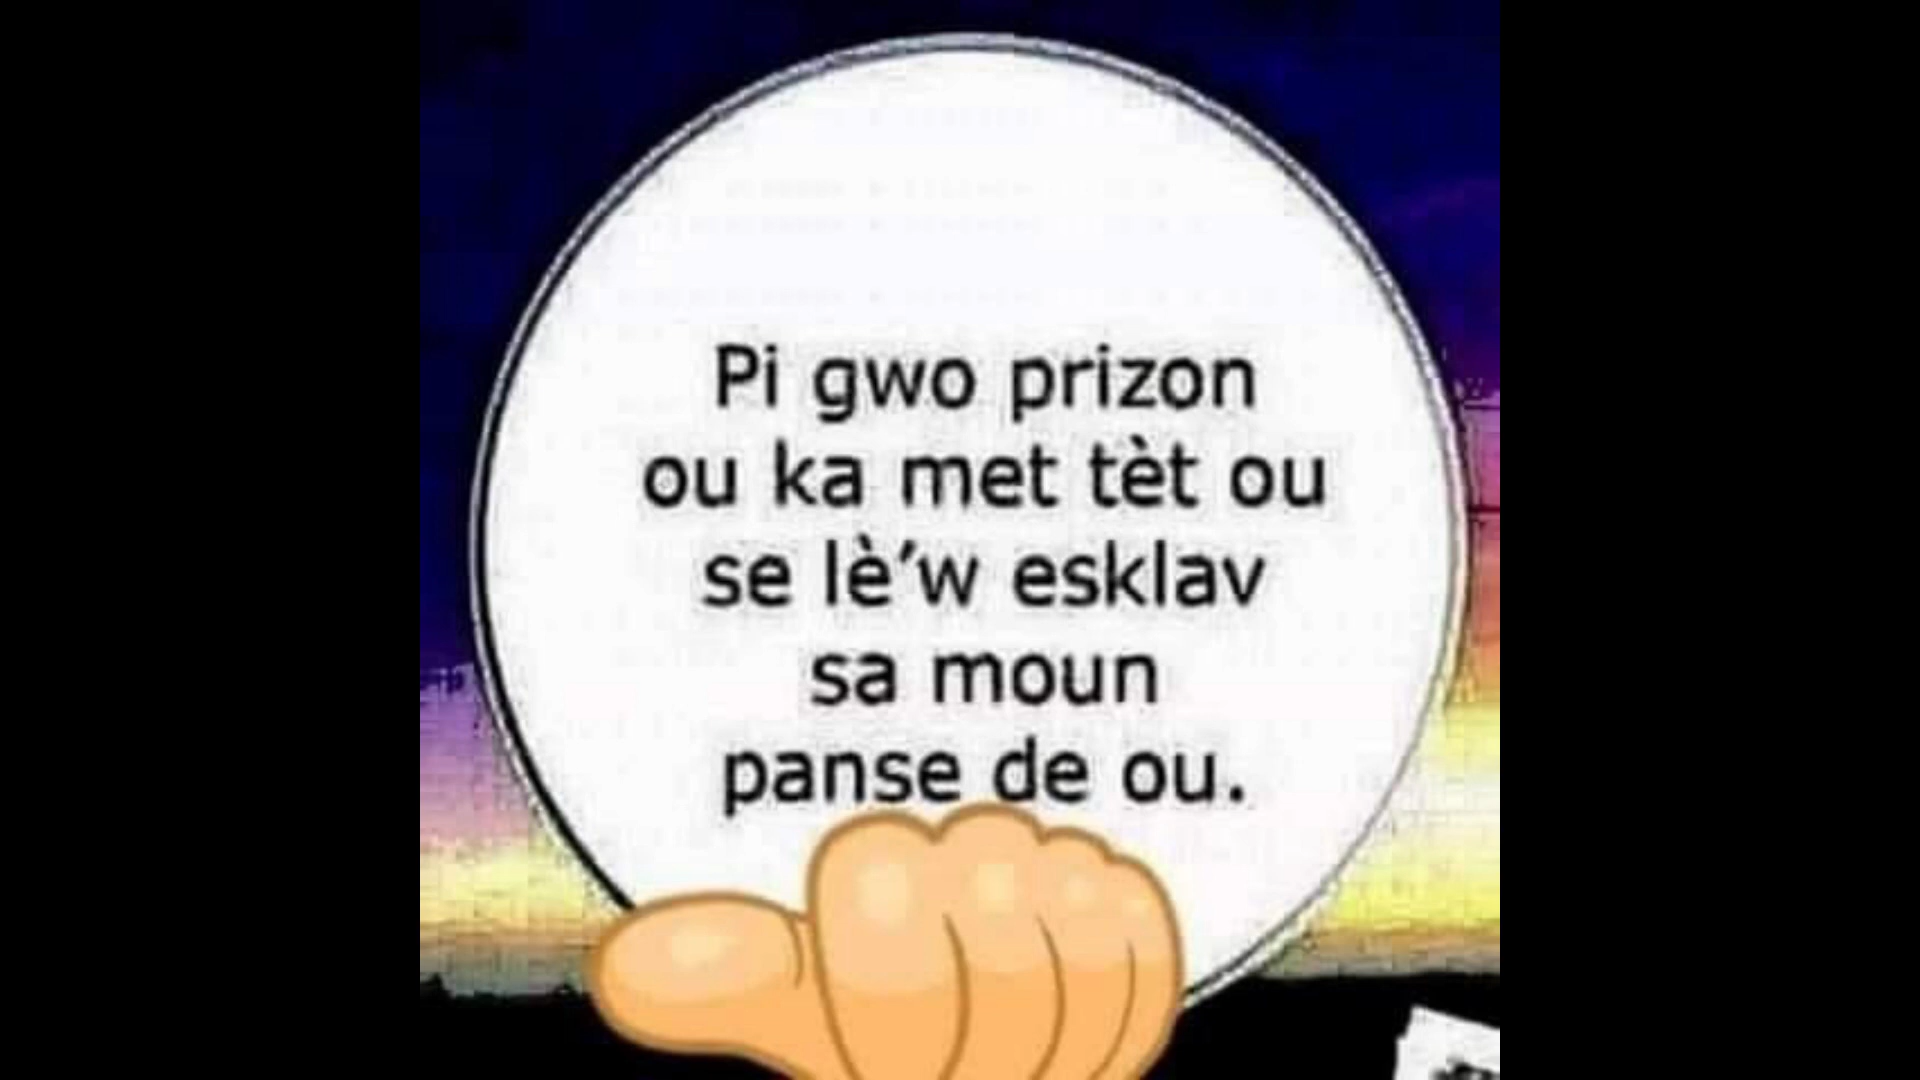 Pi gwo prizon
ou ka met tèt ou
se lè’w esklav
sa moun
panse de ou.